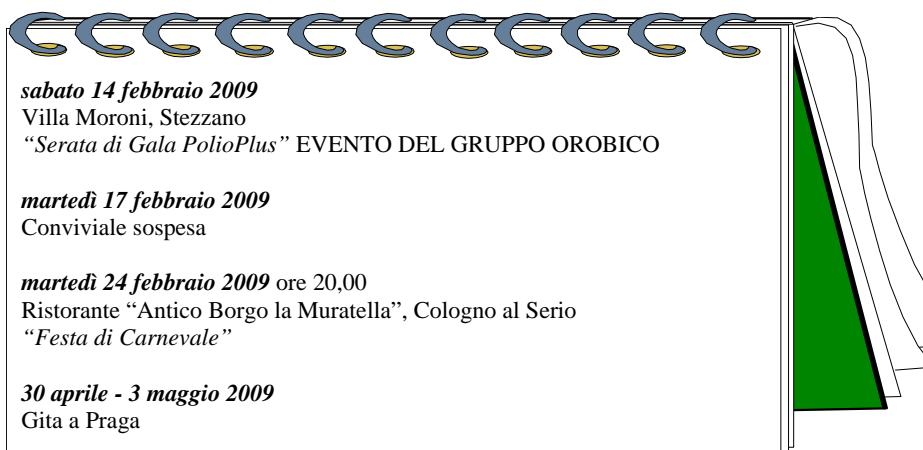 sabato 14 febbraio 2009
Villa Moroni, Stezzano
“Serata di Gala PolioPlus” EVENTO DEL GRUPPO OROBICO
martedì 17 febbraio 2009
Conviviale sospesa
martedì 24 febbraio 2009 ore 20,00
Ristorante “Antico Borgo la Muratella”, Cologno al Serio
“Festa di Carnevale”
30 aprile - 3 maggio 2009
Gita a Praga